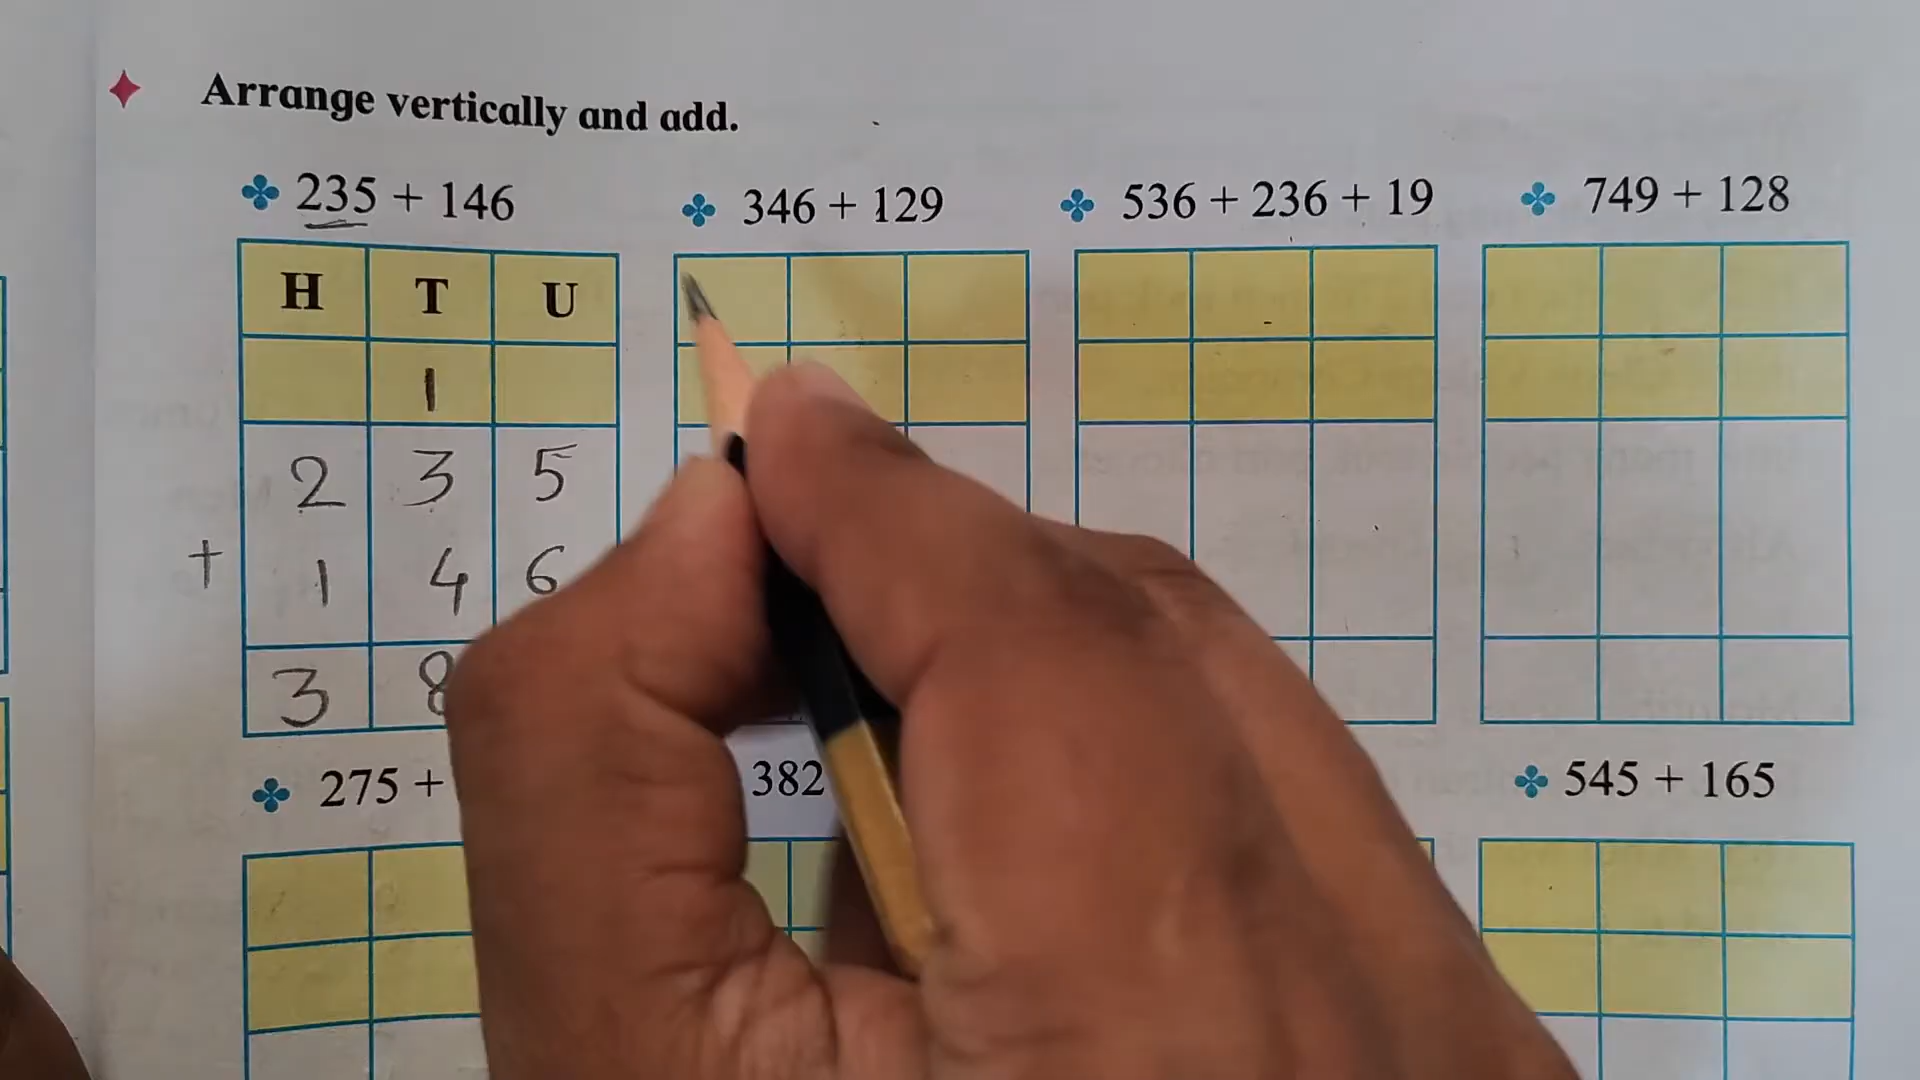 Arrange vertically and add.
235 + 146
346 + 129
536 + 236 + 19
749 + 128
H T U
1
2 3 5
+ 1 4 6
3 8
275 +
382
545 + 165